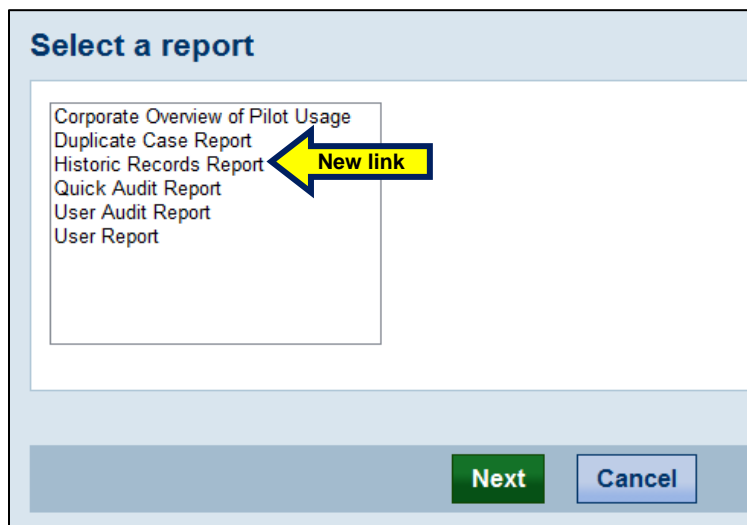 Select a report
Corporate Overview of Pilot Usage
Duplicate Case Report
Historic Records Report
New link
Quick Audit Report
User Audit Report
User Report
Next
Cancel